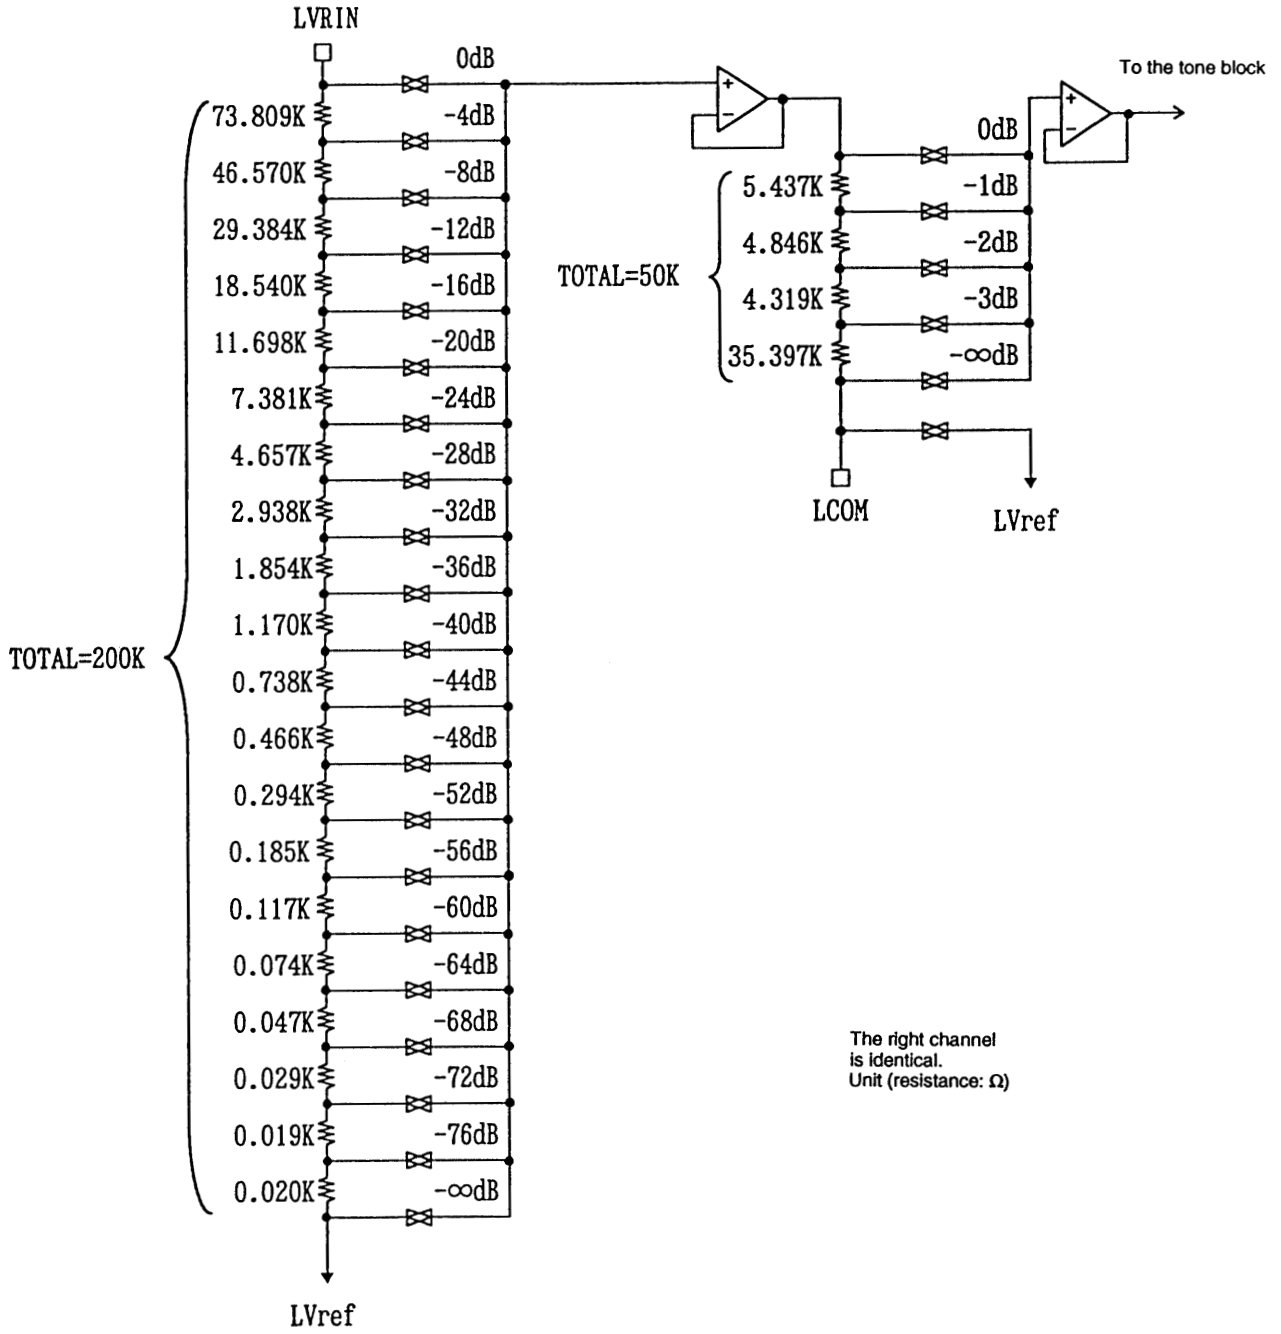 LVRIN
0dB
To the tone block
73.809K
-4dB
0dB
46.570K
-8dB
5.437K
-1dB
29.384K
-12dB
4.846K
-2dB
TOTAL=50K
18.540K
-16dB
4.319K
-3dB
11.698K
-20dB
35.397K
-∞dB
7.381K
-24dB
4.657K
-28dB
2.938K
-32dB
LCOM
LVref
1.854K
-36dB
1.170K
-40dB
TOTAL=200K
0.738K
-44dB
0.466K
-48dB
0.294K
-52dB
0.185K
-56dB
0.117K
-60dB
0.074K
-64dB
0.047K
-68dB
The right channel
is identical.
Unit (resistance: Ω)
0.029K
-72dB
0.019K
-76dB
0.020K
-∞dB
LVref